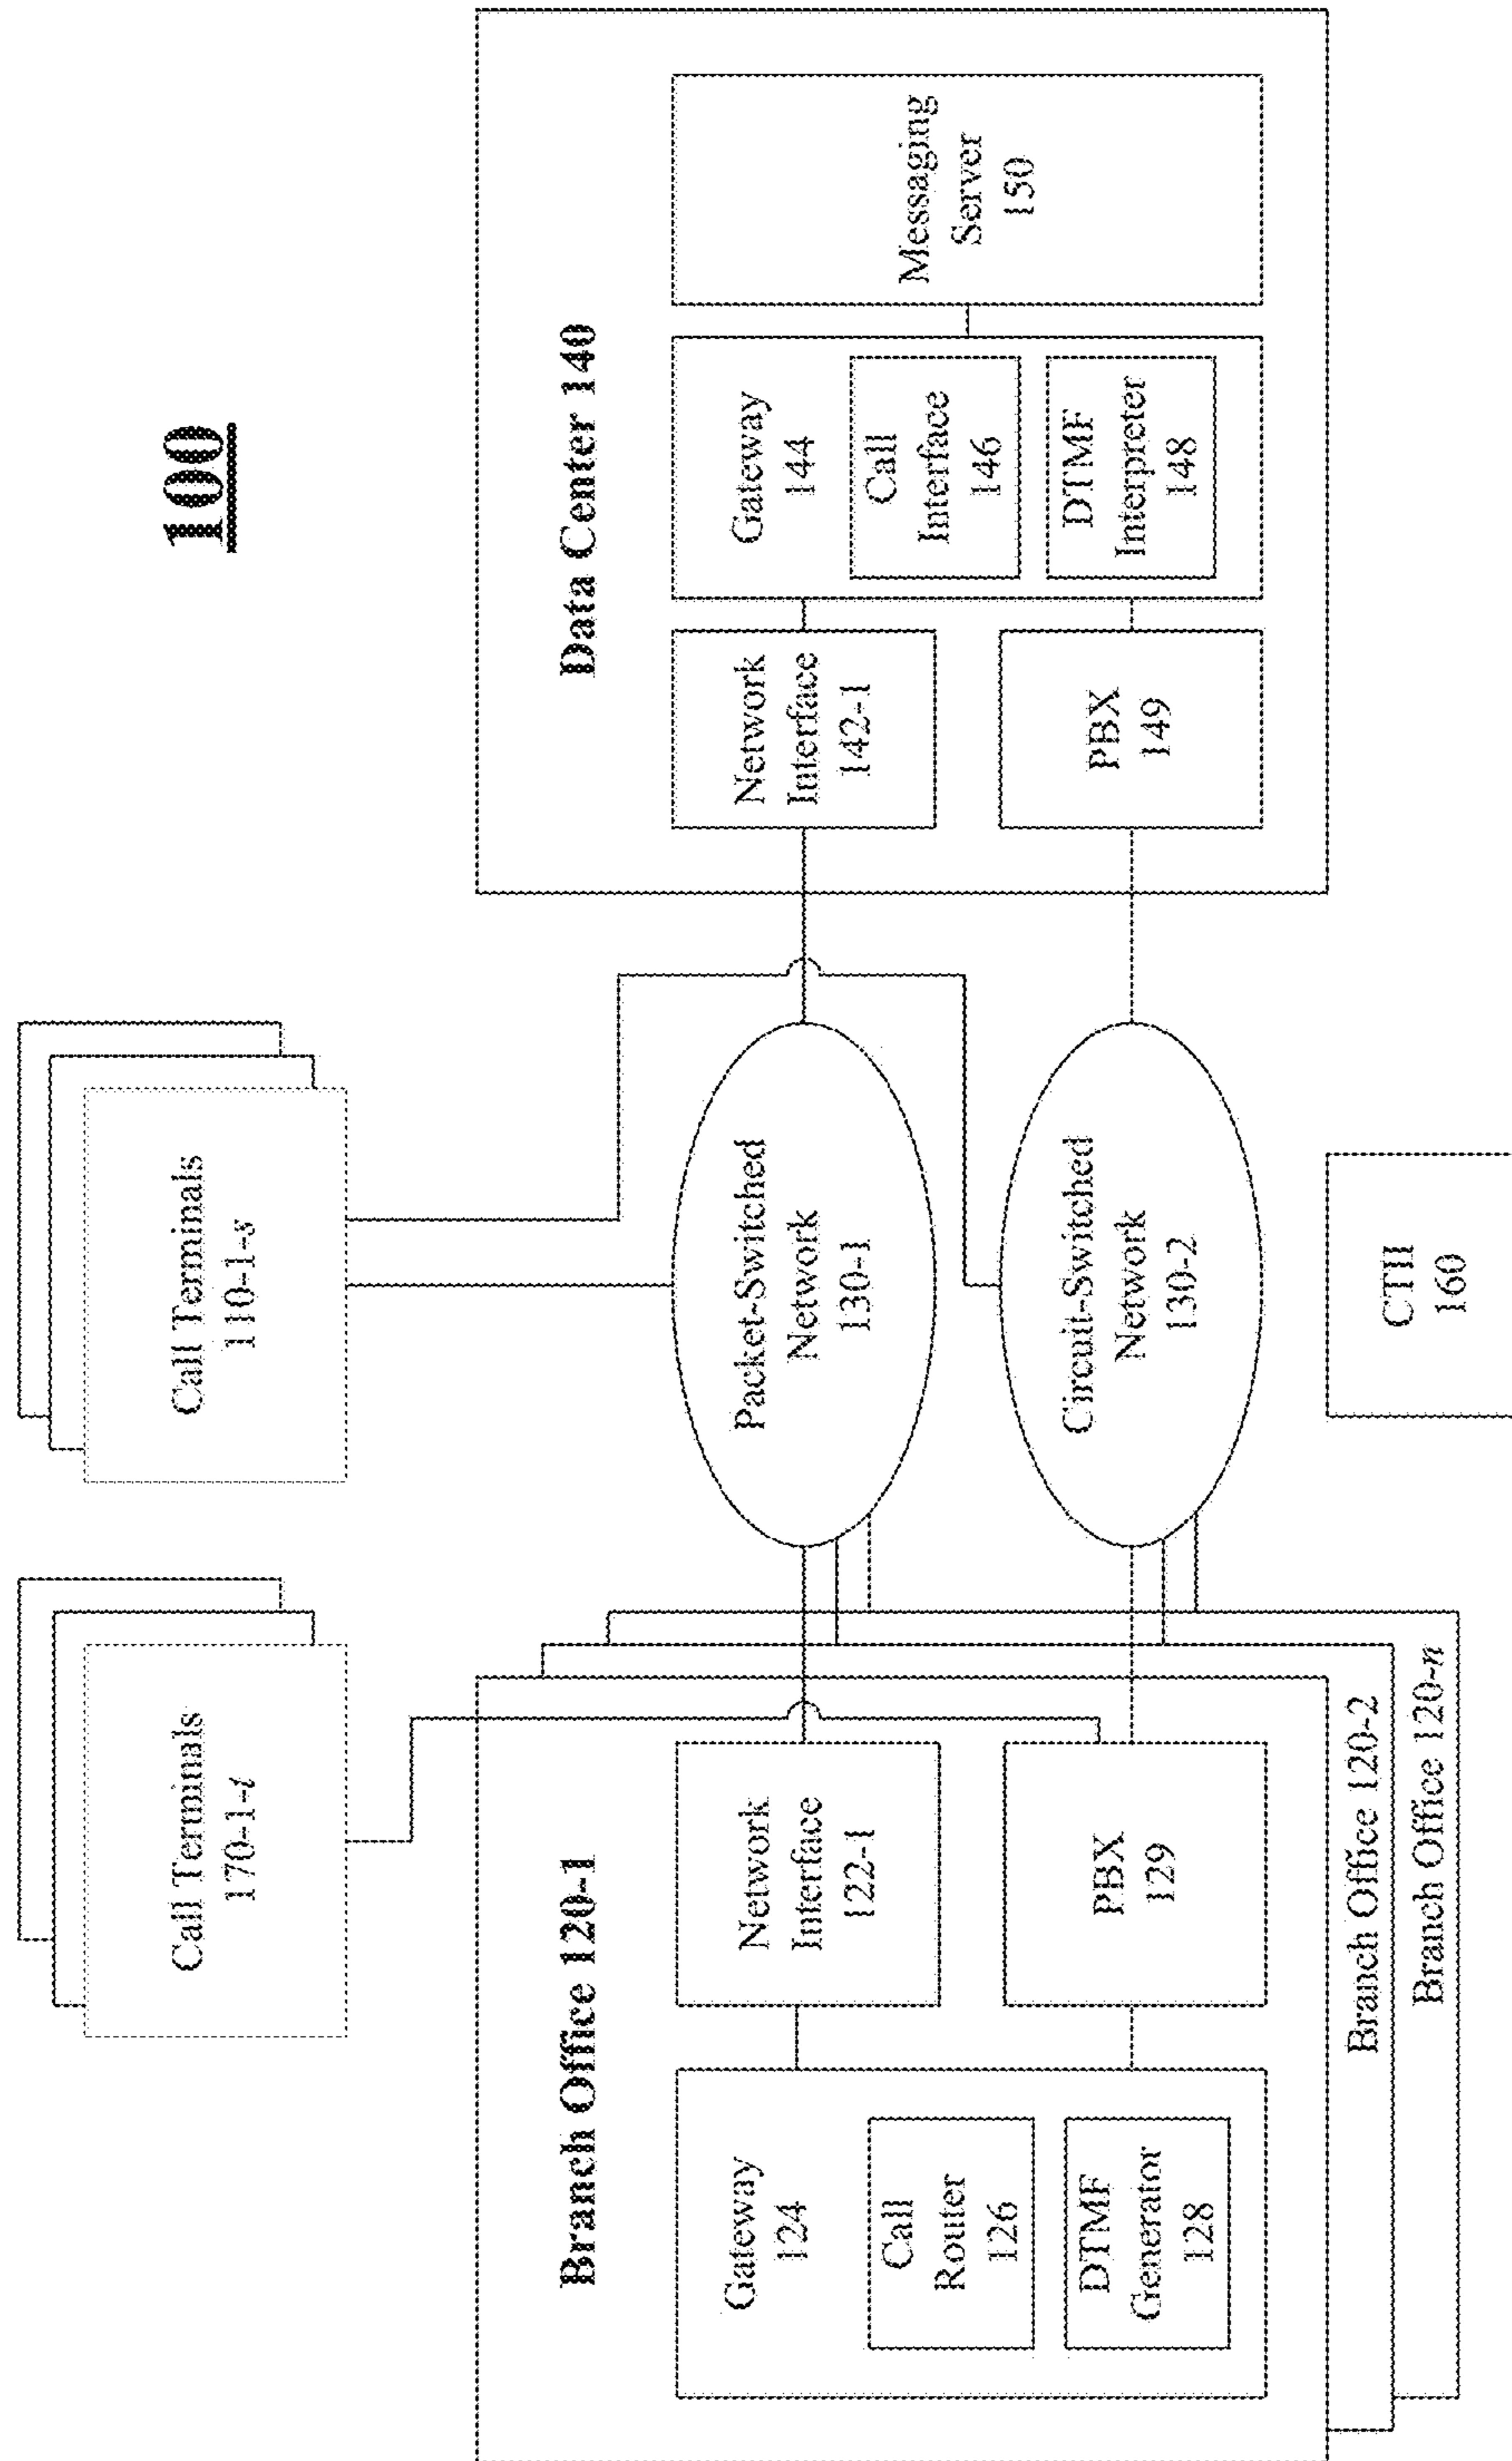 100
Call Terminals
170-1-t
Call Terminals
110-1-s
Branch Office 120-1
Gateway
124
Call
Router
126
DTMF
Generator
128
Network
Interface
122-1
PBX
129
Branch Office 120-2
Branch Office 120-n
Packet-Switched
Network
130-1
Circuit-Switched
Network
130-2
CTII
160
Data Center 140
Network
Interface
142-1
PBX
149
Gateway
144
Call
Interface
146
DTMF
Interpreter
148
Messaging
Server
150